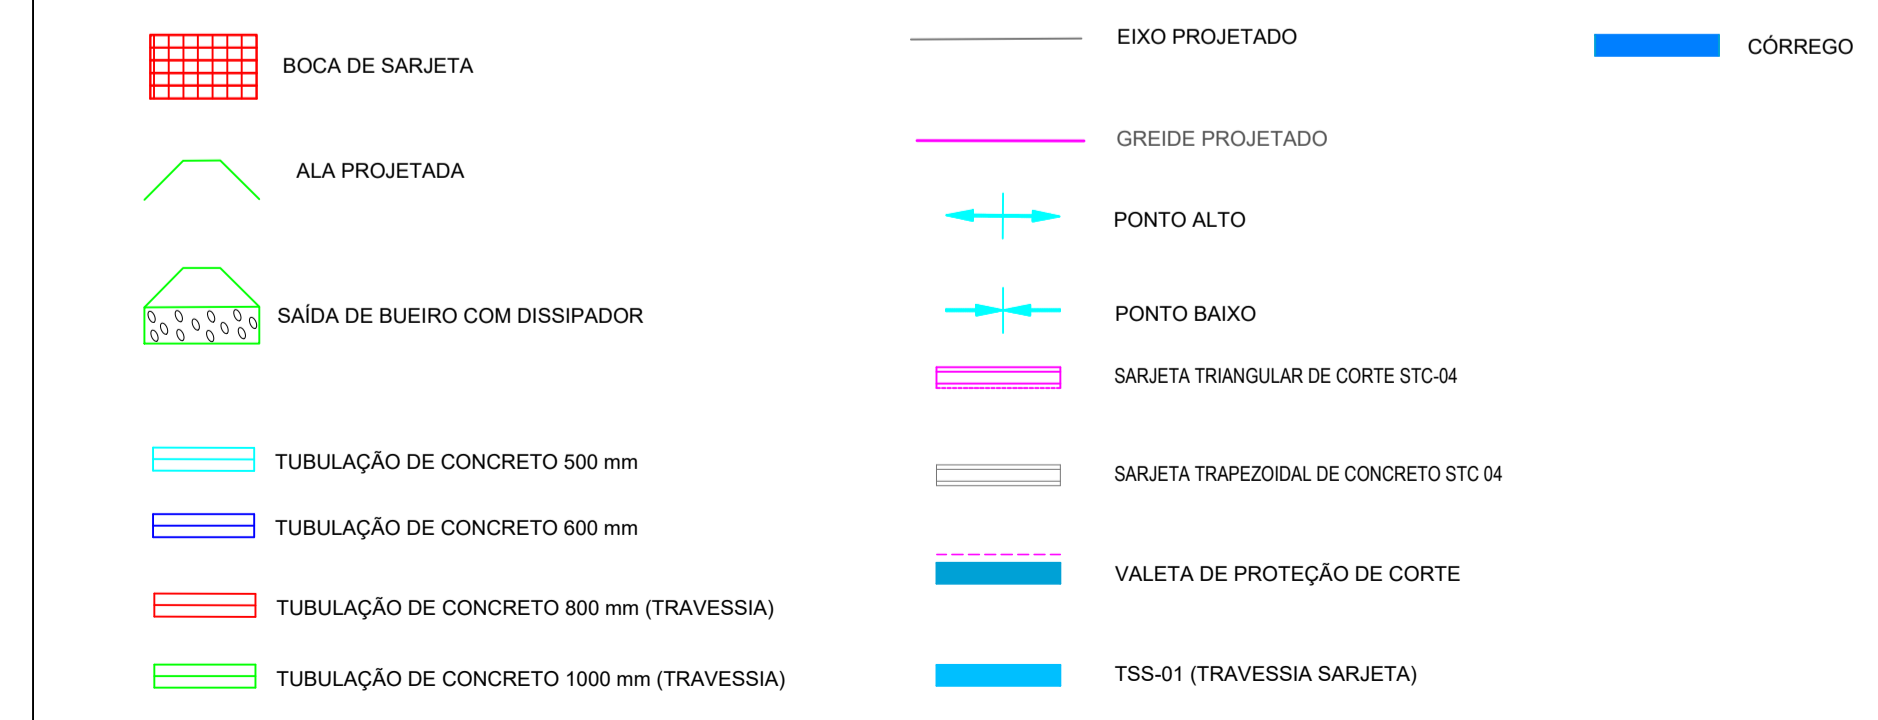 BOCA DE SARJETA
ALA PROJETADA
SAÍDA DE BUEIRO COM DISSIPADOR
TUBULAÇÃO DE CONCRETO 500 mm
TUBULAÇÃO DE CONCRETO 600 mm
TUBULAÇÃO DE CONCRETO 800 mm (TRAVESSIA)
TUBULAÇÃO DE CONCRETO 1000 mm (TRAVESSIA)
EIXO PROJETADO
GREIDE PROJETADO
PONTO ALTO
PONTO BAIXO
SARJETA TRIANGULAR DE CORTE STC-04
SARJETA TRAPEZOIDAL DE CONCRETO STC 04
VALETA DE PROTEÇÃO DE CORTE
TSS-01 (TRAVESSIA SARJETA)
CÓRREGO